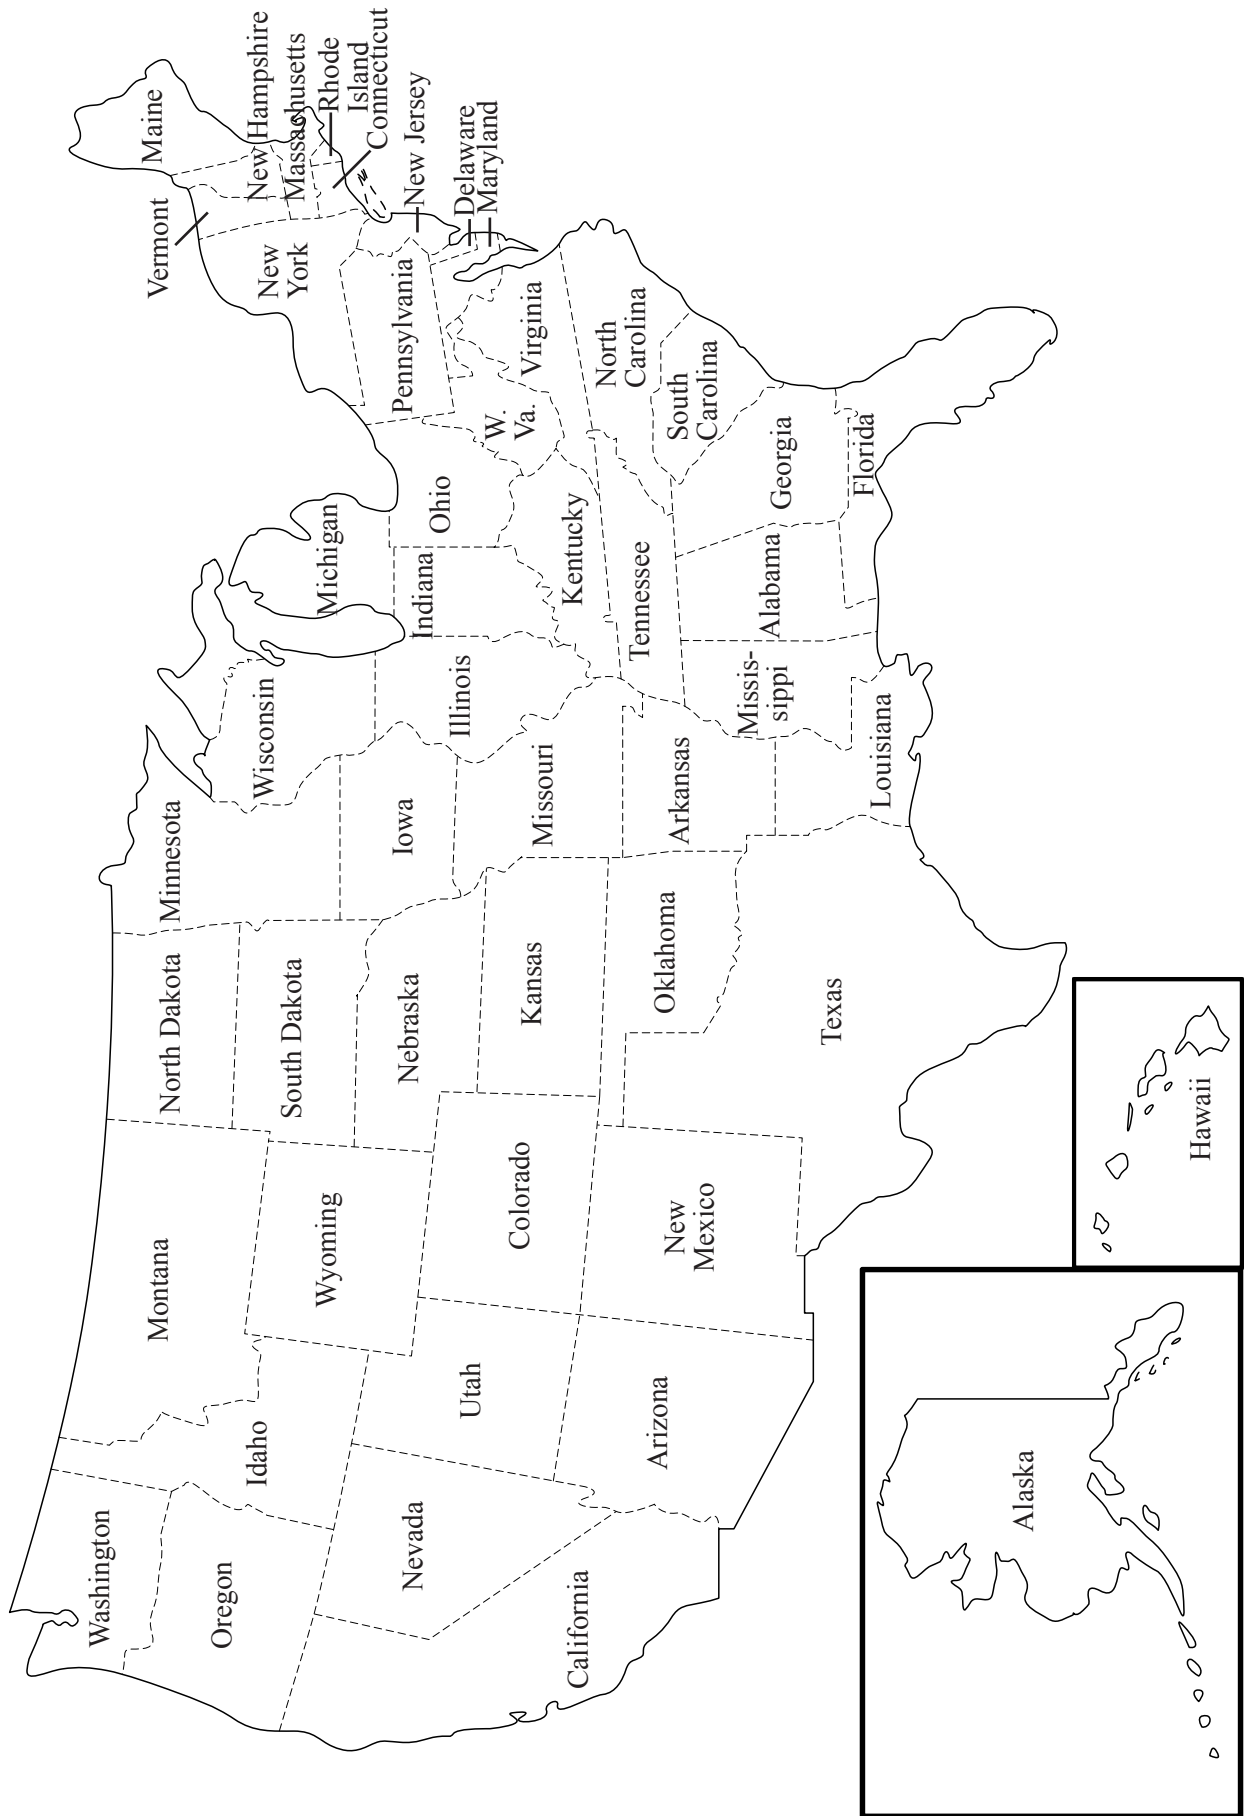 Washington
Oregon
California
Nevada
Idaho
Montana
Wyoming
Utah
Arizona
Colorado
New
Mexico
North Dakota
South Dakota
Nebraska
Kansas
Oklahoma
Texas
Minnesota
Iowa
Missouri
Arkansas
Louisiana
Wisconsin
Illinois
Missis-
sippi
Michigan
Indiana
Kentucky
Tennessee
Alabama
Ohio
Georgia
Florida
W.
Va.
Virginia
North
Carolina
South
Carolina
Pennsylvania
New
York
Vermont
Maine
New Hampshire
Massachusetts
Rhode
Island
Connecticut
New Jersey
Delaware
Maryland
Alaska
Hawaii